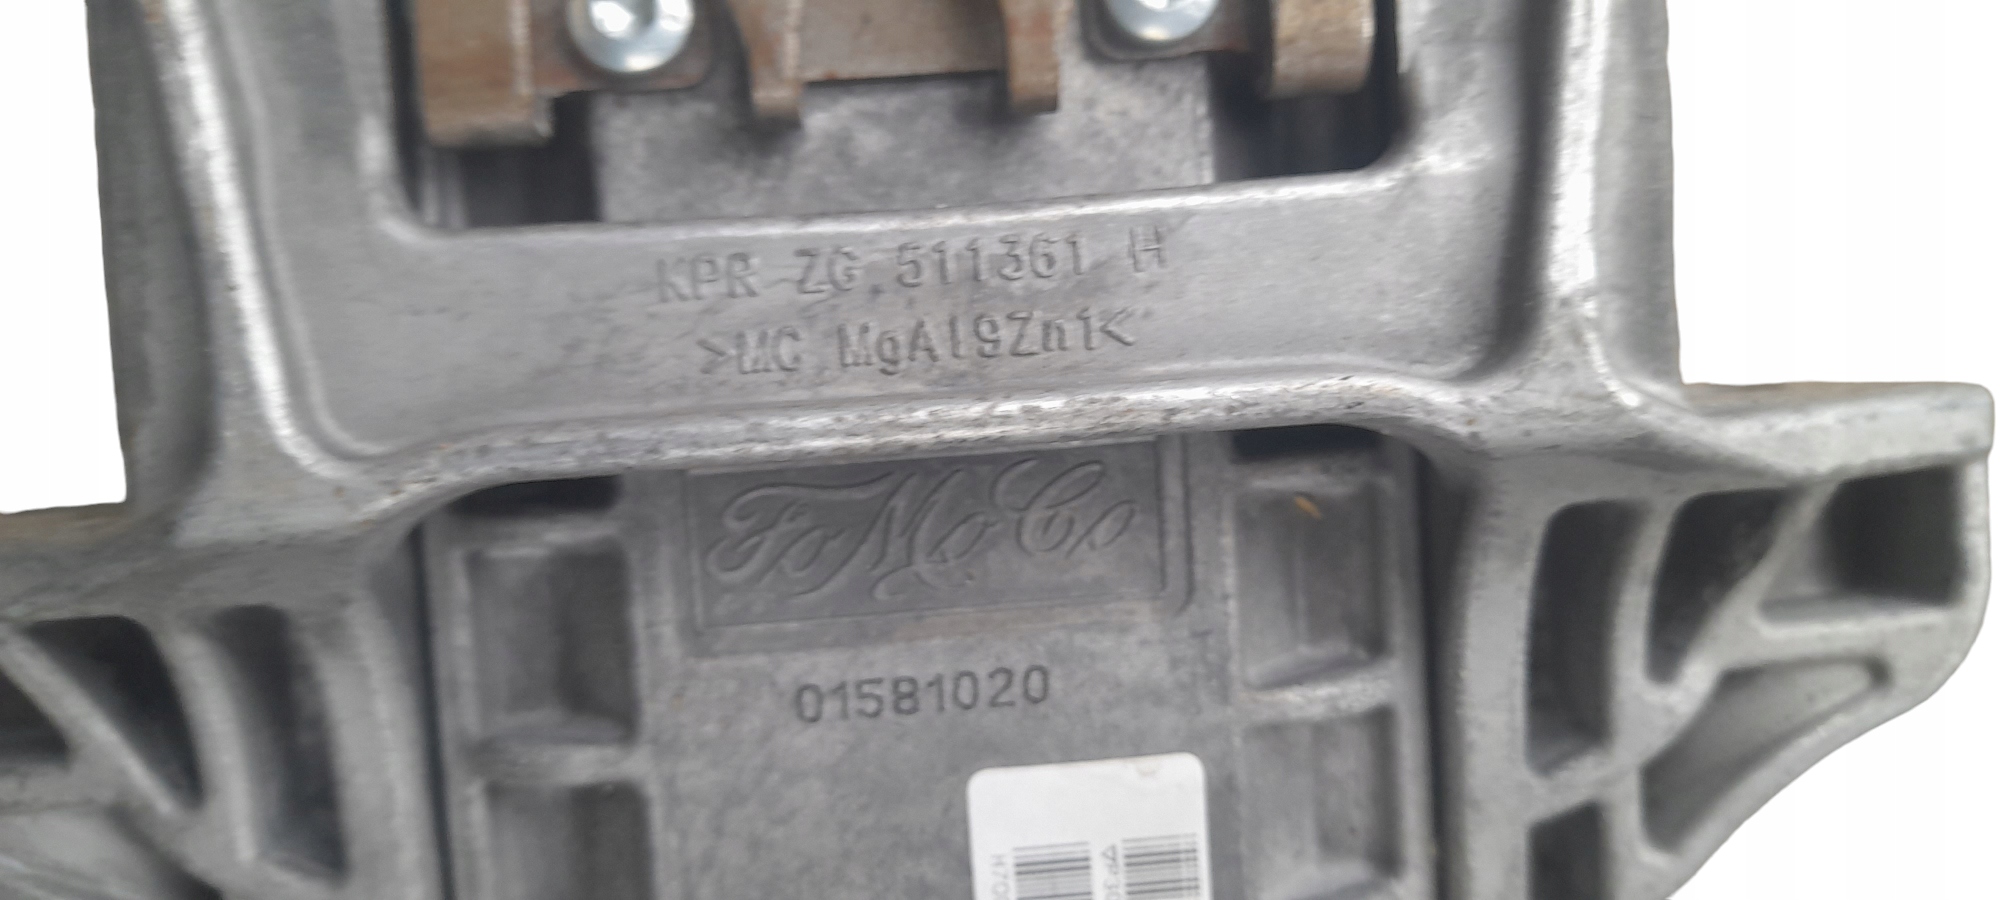 KPR ZG.511361 H
>MC MgAl9Zn1<
FoMoCo
01581020